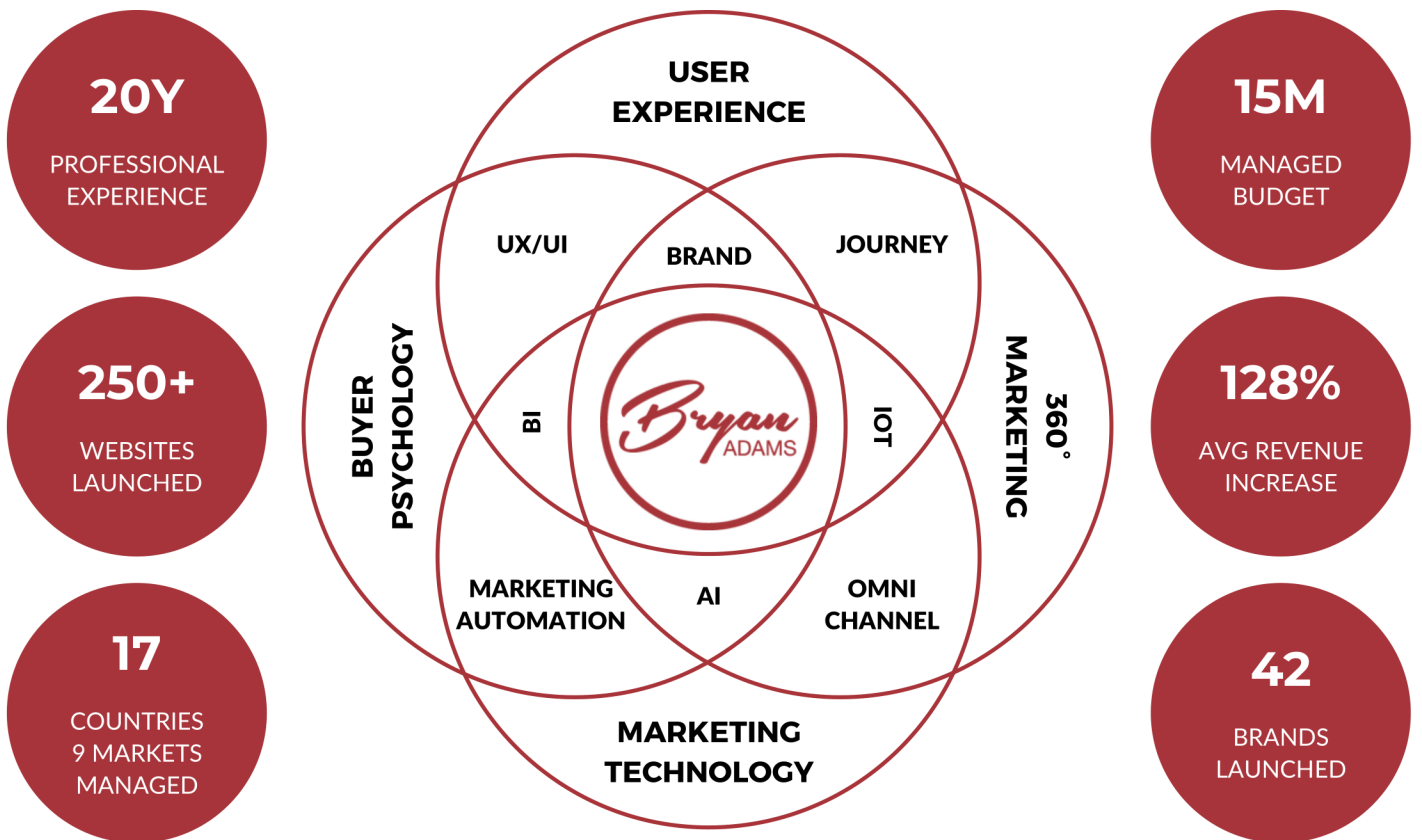 20Y
PROFESSIONAL
EXPERIENCE
250+
WEBSITES
LAUNCHED
17
COUNTRIES
9 MARKETS
MANAGED
USER
EXPERIENCE
UX/UI
BRAND
JOURNEY
BUYER
PSYCHOLOGY
BI
Bryan
ADAMS
IOT
360°
MARKETING
MARKETING
AUTOMATION
AI
OMNI
CHANNEL
MARKETING
TECHNOLOGY
15M
MANAGED
BUDGET
128%
AVG REVENUE
INCREASE
42
BRANDS
LAUNCHED